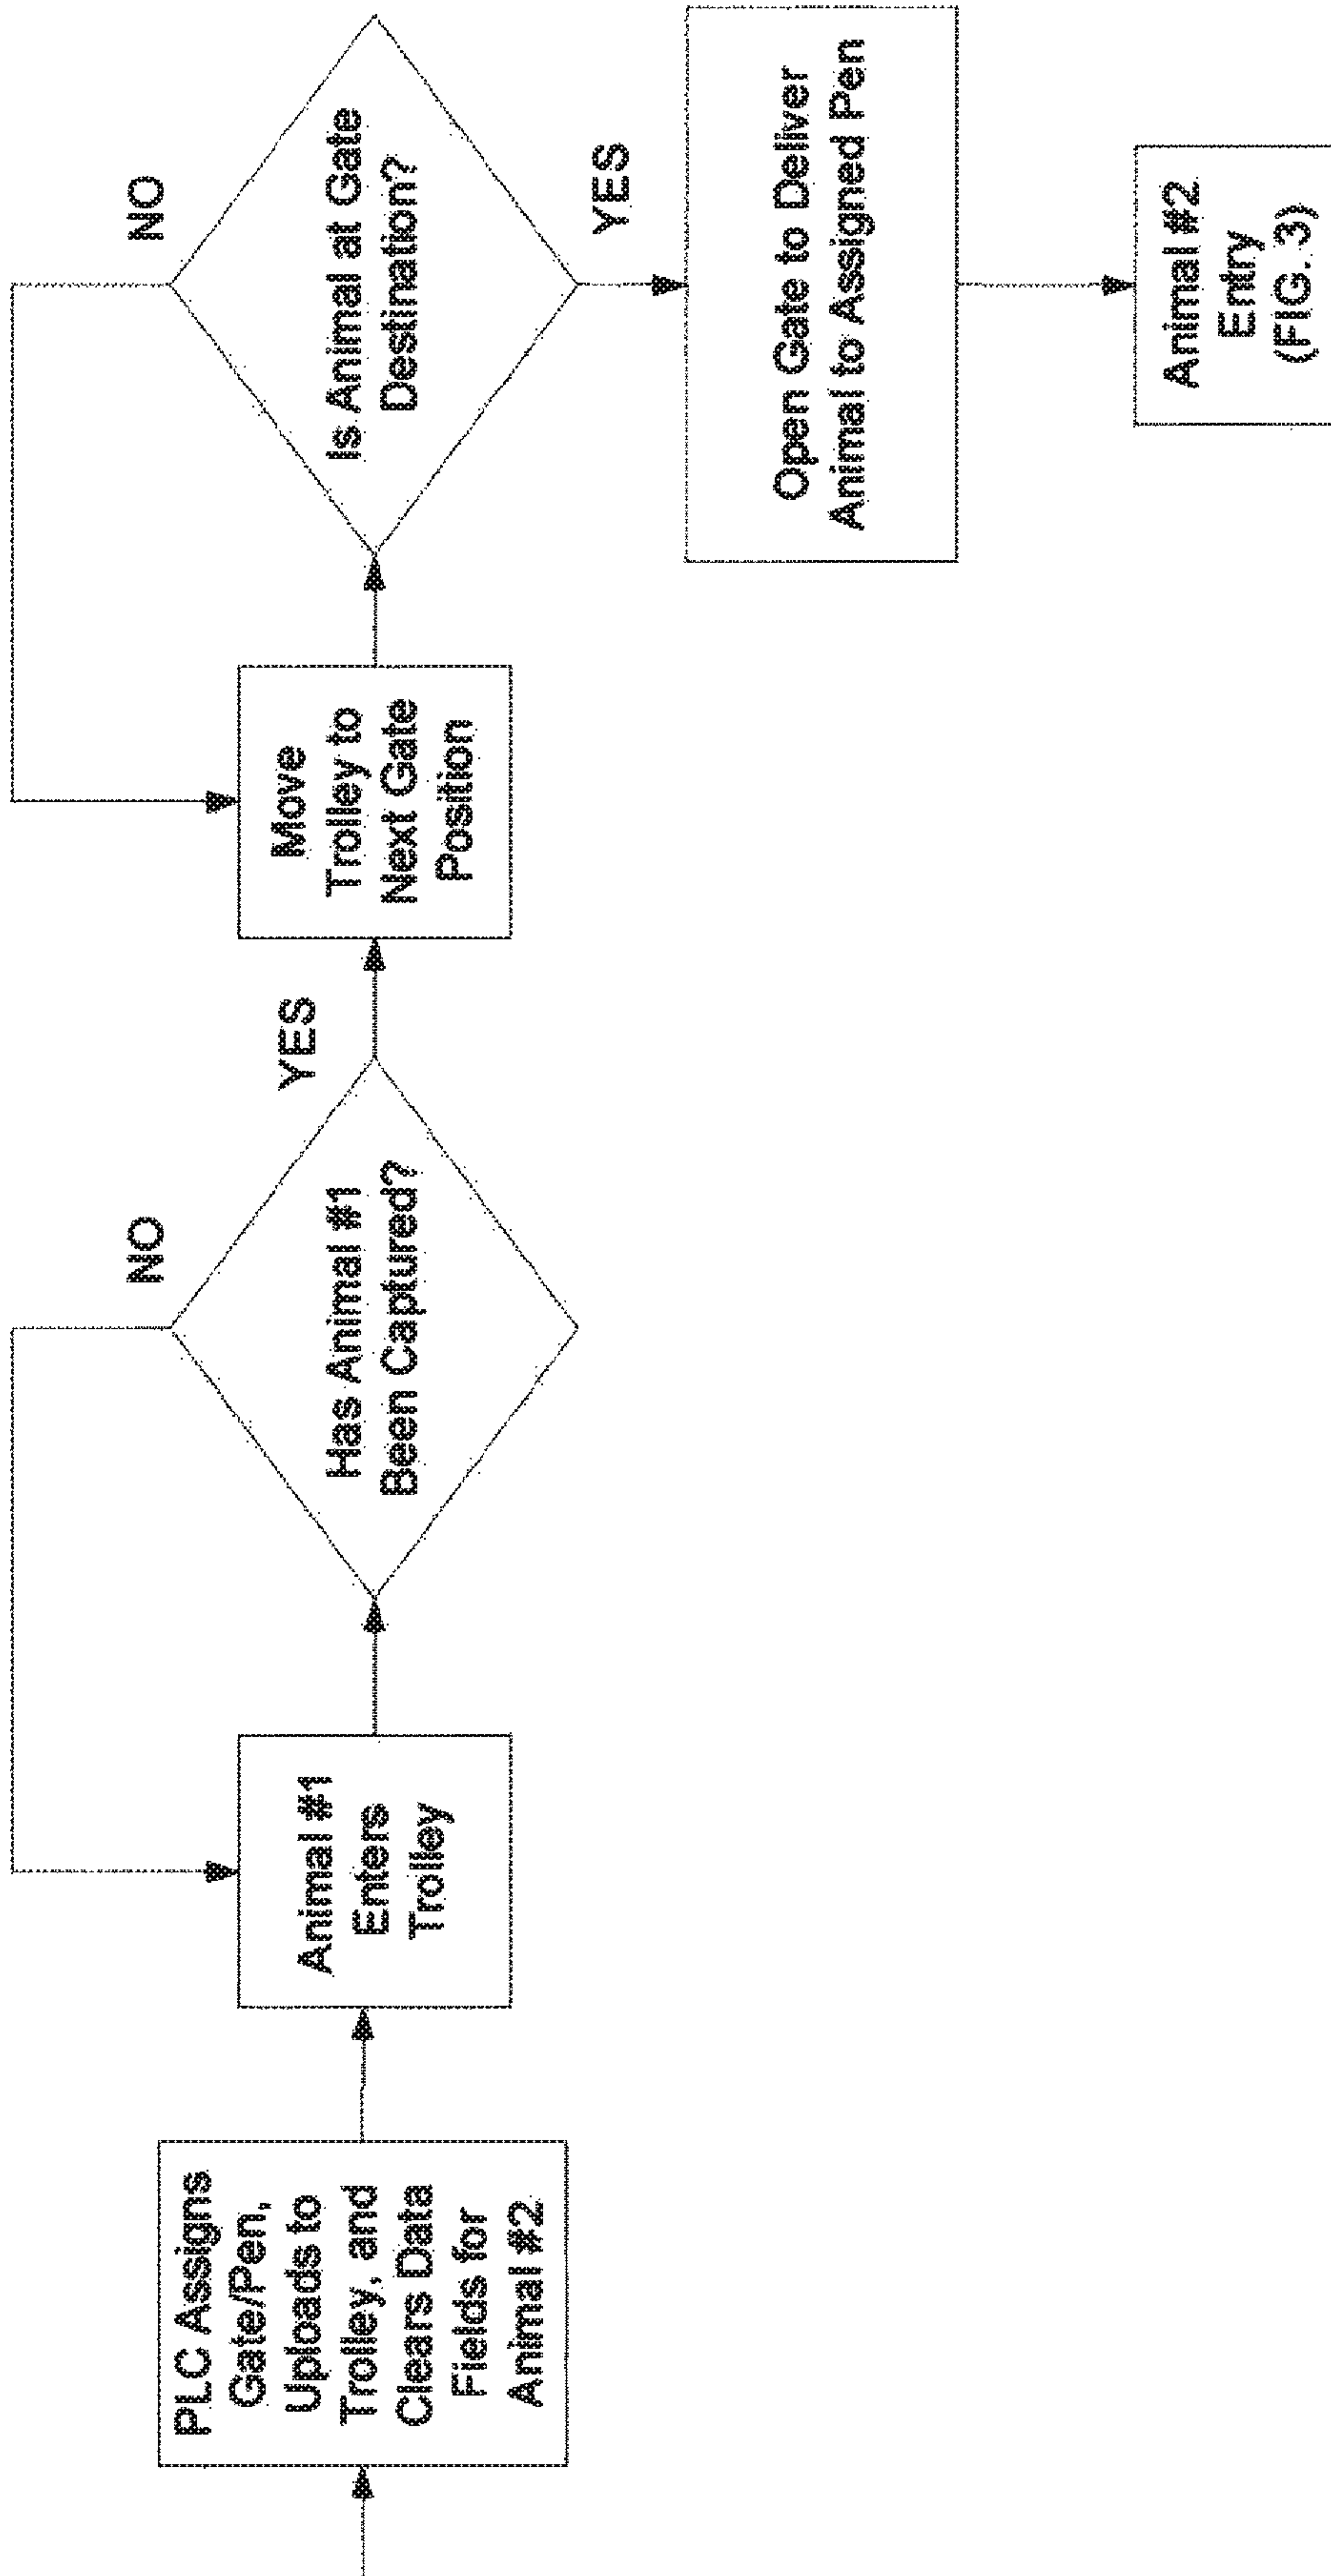 PLC Assigns
Gate/Pen,
Uploads to
Trolley, and
Clears Data
Fields for
Animal #2
Animal #1
Enters
Trolley
NO
Has Animal #1
Been Captured?
YES
Move
Trolley to
Next Gate
Position
NO
Is Animal at Gate
Destination?
YES
Open Gate to Deliver
Animal to Assigned Pen
Animal #2
Entry
(FIG. 3)